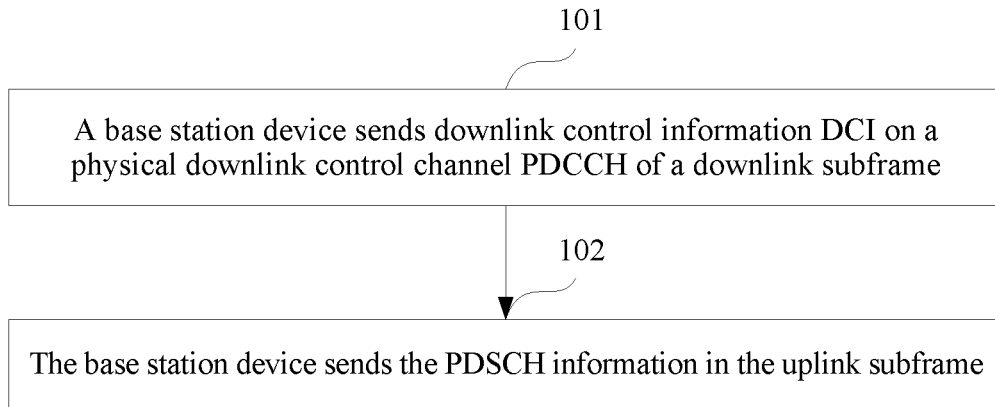 101
A base station device sends downlink control information DCI on a
physical downlink control channel PDCCH of a downlink subframe
102
The base station device sends the PDSCH information in the uplink subframe